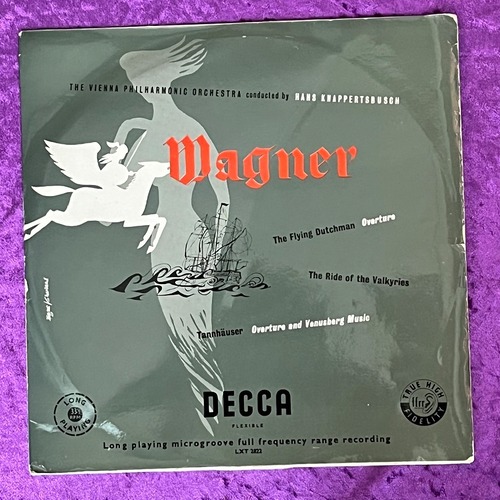 THE VIENNA PHILHARMONIC ORCHESTRA conducted by HANS KNAPPERTSBUSCH
Wagner
The Flying Dutchman Overture
The Ride of the Valkyries
Tannhäuser Overture and Venusberg Music
LONG
33⅓
R.P.M
PLAYING
DECCA
FLEXIBLE
TRUE HIGH
ffrr
FIDELITY
Long playing microgroove full frequency range recording
LXT 2822